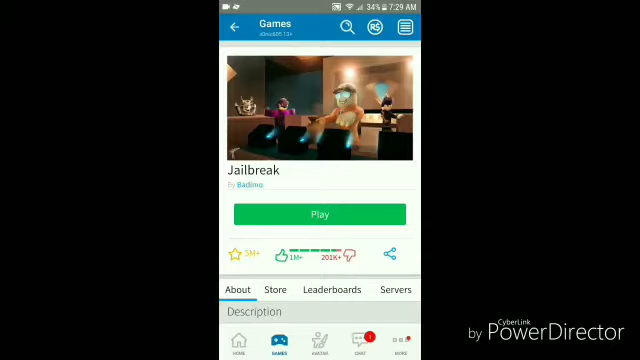 34% 7:29 AM
Games
R$
Jailbreak
By Badimo
Play
5M+
1M+
201K+
About Store Leaderboards Servers
Description
HOME GAMES AVATAR CHAT 1 MORE
CyberLink
by PowerDirector